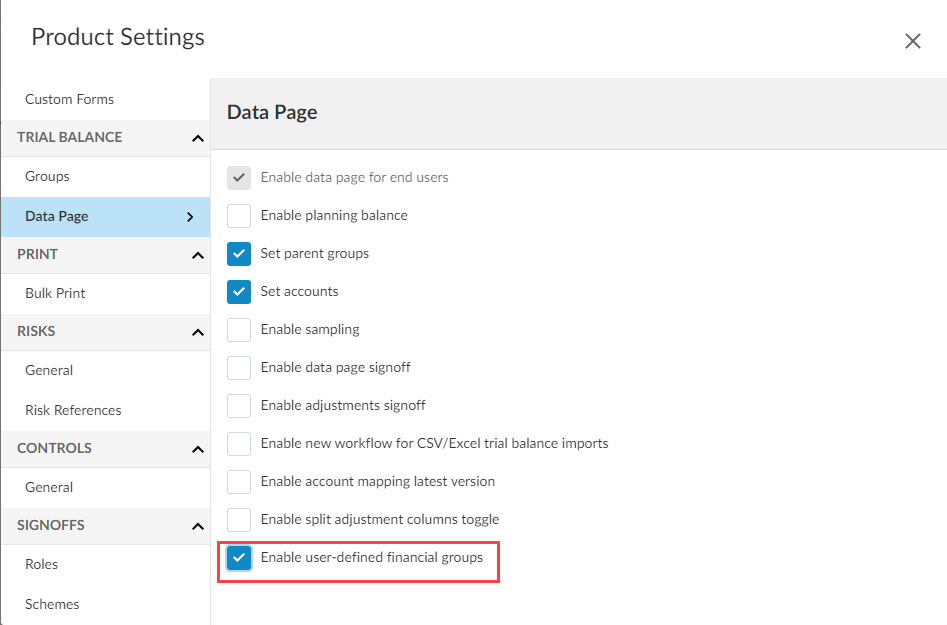 Product Settings
Custom Forms
TRIAL BALANCE
Groups
Data Page
PRINT
Bulk Print
RISKS
General
Risk References
CONTROLS
General
SIGNOFFS
Roles
Schemes
Data Page
Enable data page for end users
Enable planning balance
Set parent groups
Set accounts
Enable sampling
Enable data page signoff
Enable adjustments signoff
Enable new workflow for CSV/Excel trial balance imports
Enable account mapping latest version
Enable split adjustment columns toggle
Enable user-defined financial groups